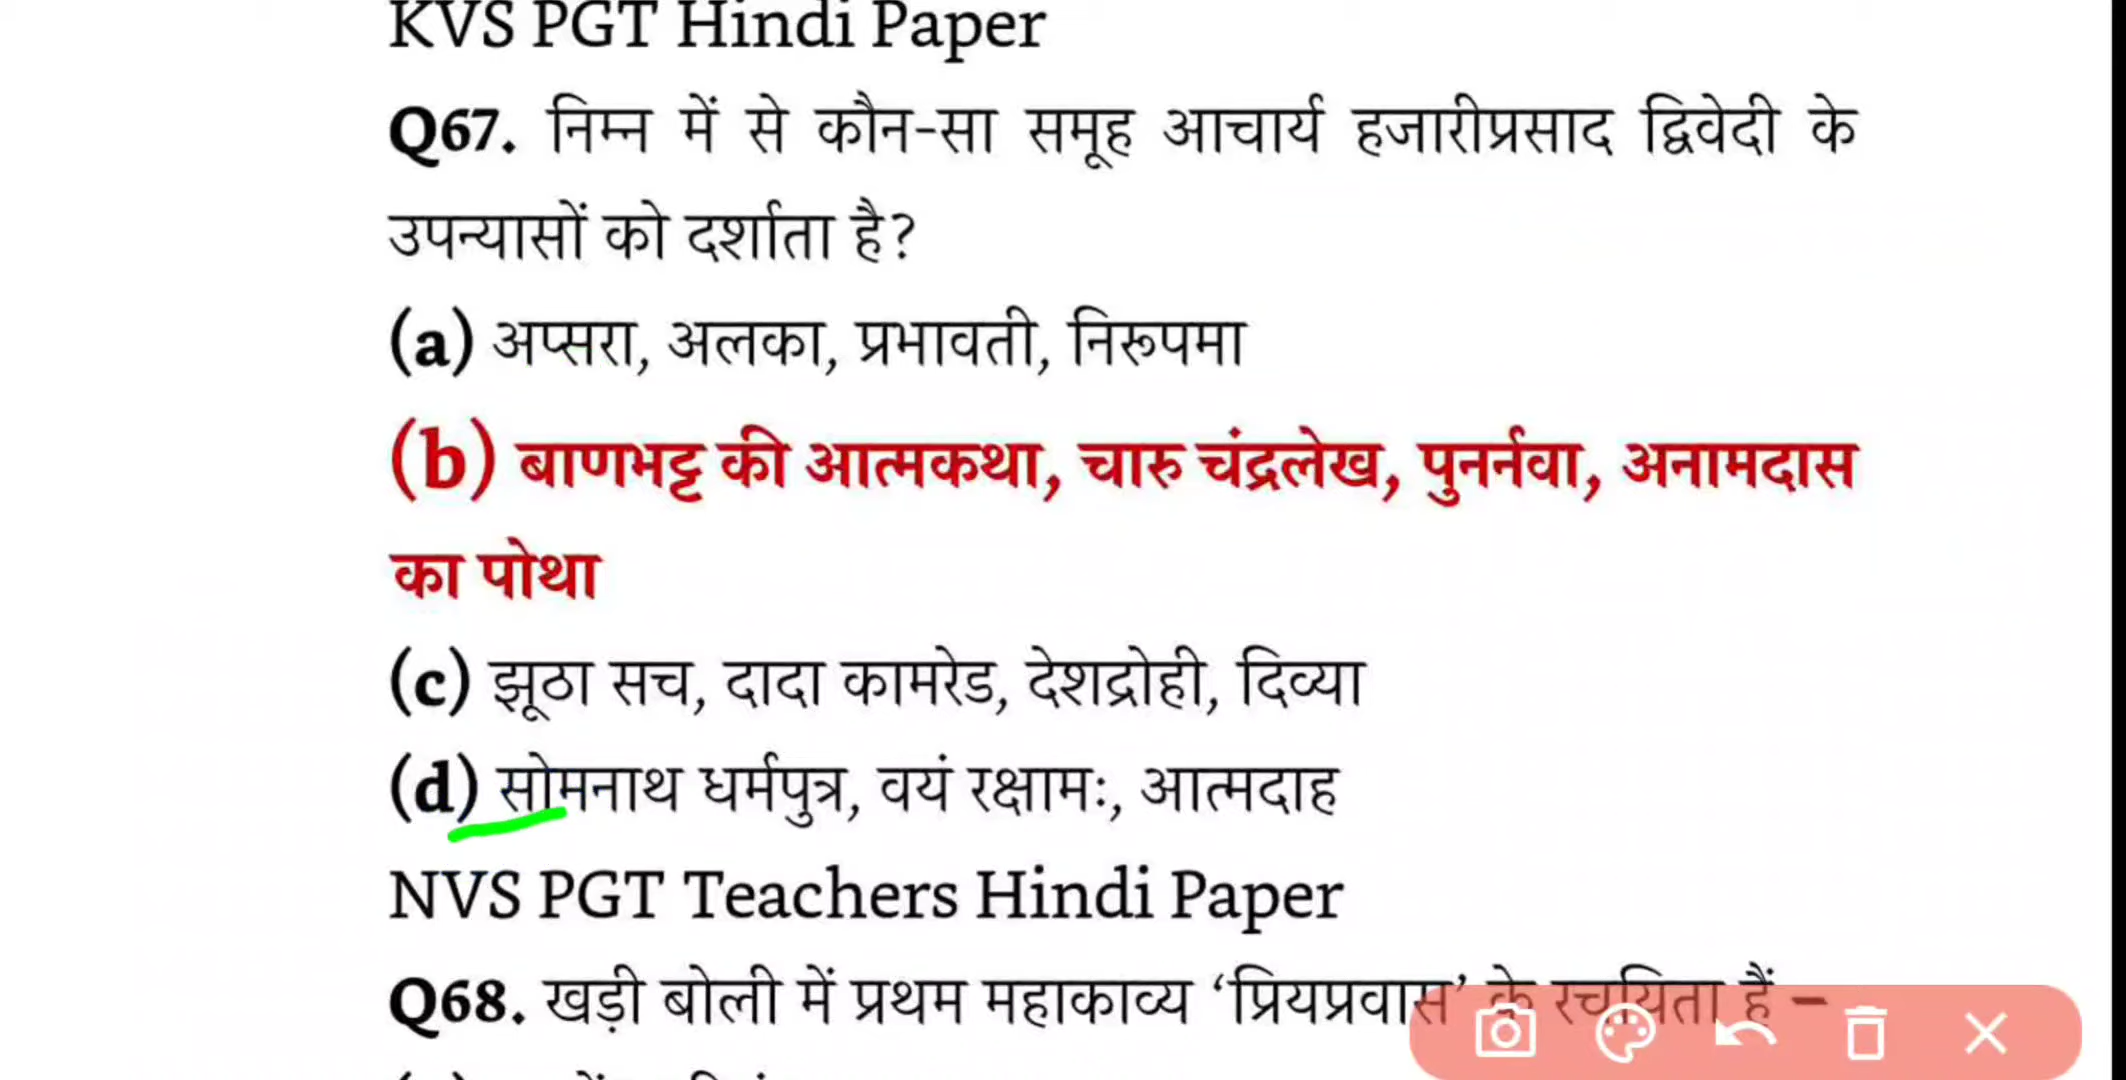 KVS PGT Hindi Paper
Q67. निम्न में से कौन-सा समूह आचार्य हजारीप्रसाद द्विवेदी के
उपन्यासों को दर्शाता है?
(a) अप्सरा, अलका, प्रभावती, निरूपमा
(b) बाणभट्ट की आत्मकथा, चारु चंद्रलेख, पुनर्नवा, अनामदास
का पोथा
(c) झूठा सच, दादा कामरेड, देशद्रोही, दिव्या
(d) सोमनाथ धर्मपुत्र, वयं रक्षामः, आत्मदाह
NVS PGT Teachers Hindi Paper
Q68. खड़ी बोली में प्रथम महाकाव्य ‘प्रियप्रवास’ के रचयिता हैं –